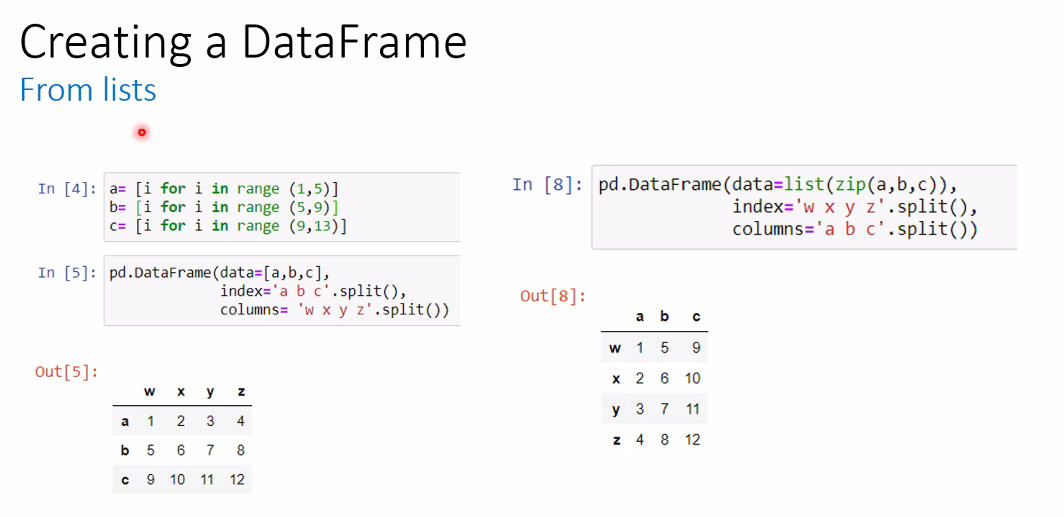 Creating a DataFrame
From lists
In [4]: a= [i for i in range (1,5)]
b= [i for i in range (5,9)]
c= [i for i in range (9,13)]
In [5]: pd.DataFrame(data=[a,b,c],
index='a b c'.split(),
columns= 'w x y z'.split())
Out[5]:
w x y z
a 1 2 3 4
b 5 6 7 8
c 9 10 11 12
In [8]: pd.DataFrame(data=list(zip(a,b,c)),
index='w x y z'.split(),
columns='a b c'.split())
Out[8]:
a b c
w 1 5 9
x 2 6 10
y 3 7 11
z 4 8 12